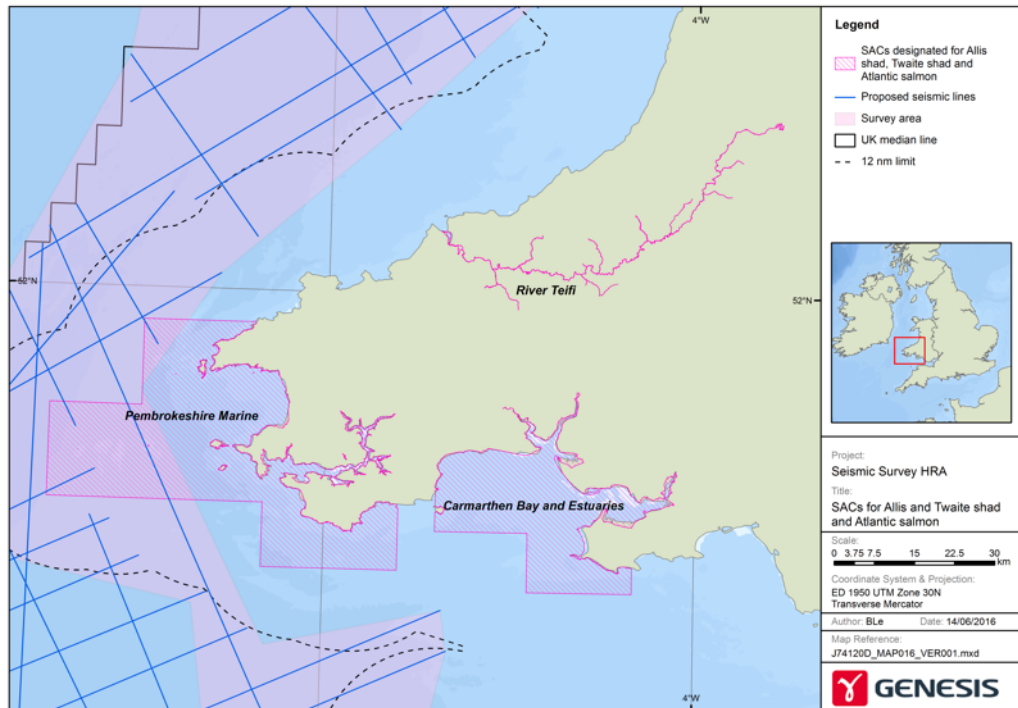 4°W
52°N
52°N
River Teifi
Pembrokeshire Marine
Carmarthen Bay and Estuaries
4°W
Legend
SACs designated for Allis
shad, Twaite shad and
Atlantic salmon
Proposed seismic lines
Survey area
UK median line
12 nm limit
Project:
Seismic Survey HRA
Title:
SACs for Allis and Twaite shad
and Atlantic salmon
Scale:
0 3.75 7.5 15 22.5 30
km
Coordinate System & Projection:
ED 1950 UTM Zone 30N
Transverse Mercator
Author: BLe Date: 14/06/2016
Map Reference:
J74120D_MAP016_VER001.mxd
GENESIS